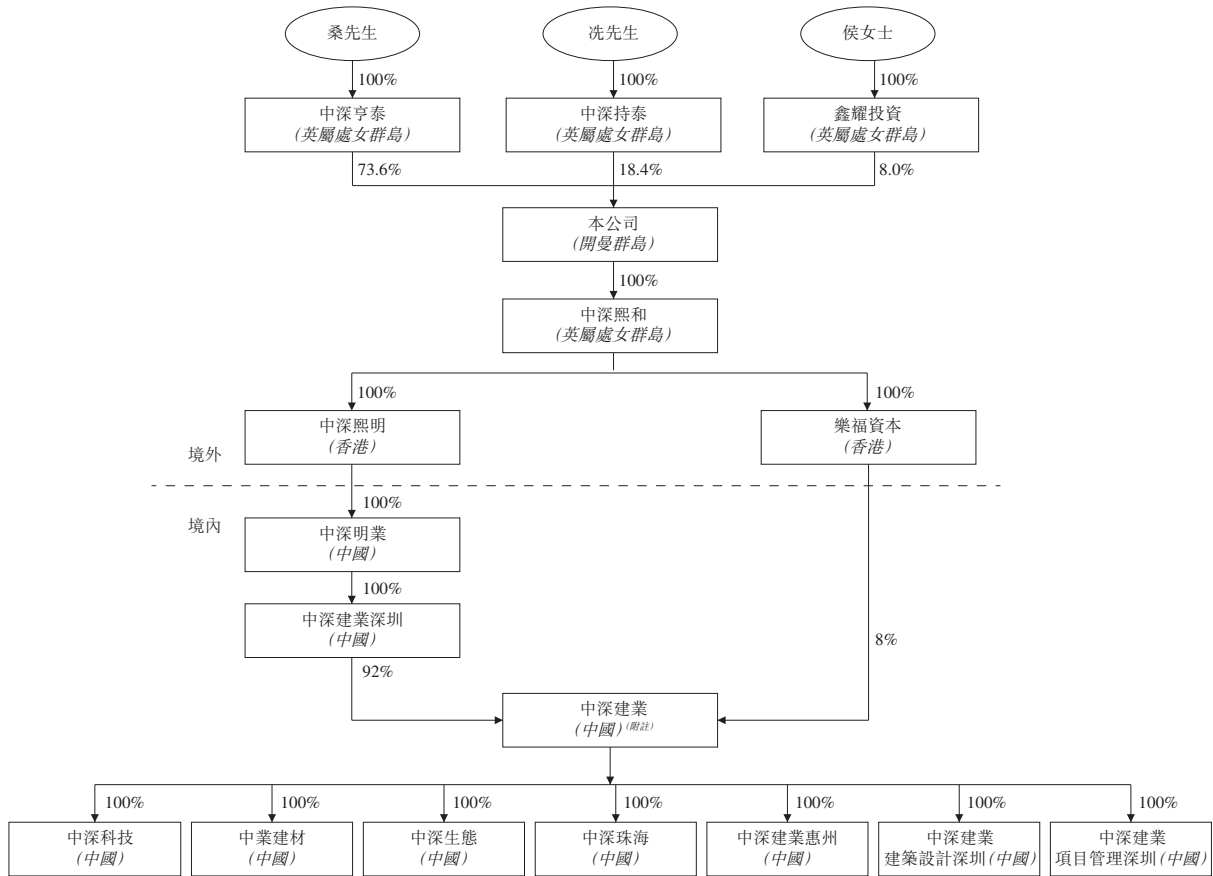 桑先生
冼先生
侯女士
100%
100%
100%
中深亨泰
(英屬處女群島)
中深持泰
(英屬處女群島)
鑫耀投資
(英屬處女群島)
73.6%
18.4%
8.0%
本公司
(開曼群島)
100%
中深熙和
(英屬處女群島)
100%
100%
中深熙明
(香港)
樂福資本
(香港)
境外
境內
100%
中深明業
(中國)
100%
中深建業深圳
(中國)
92%
8%
中深建業
(中國)(附註)
100%
100%
100%
100%
100%
100%
100%
中深科技
(中國)
中業建材
(中國)
中深生態
(中國)
中深珠海
(中國)
中深建業惠州
(中國)
中深建業
建築設計深圳(中國)
中深建業
項目管理深圳(中國)